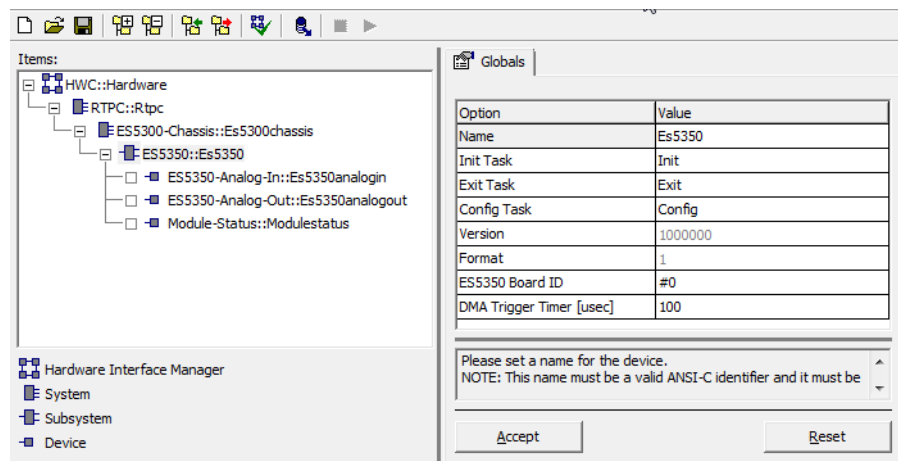 Items:
HWC::Hardware
RTPC::Rtpc
ES5300-Chassis::Es5300chassis
ES5350::Es5350
ES5350-Analog-In::Es5350analogin
ES5350-Analog-Out::Es5350analogout
Module-Status::Modulestatus
Hardware Interface Manager
System
Subsystem
Device
Globals
Option Value
Name Es5350
Init Task Init
Exit Task Exit
Config Task Config
Version 1000000
Format 1
ES5350 Board ID #0
DMA Trigger Timer [usec] 100
Please set a name for the device.
NOTE: This name must be a valid ANSI-C identifier and it must be
Accept Reset